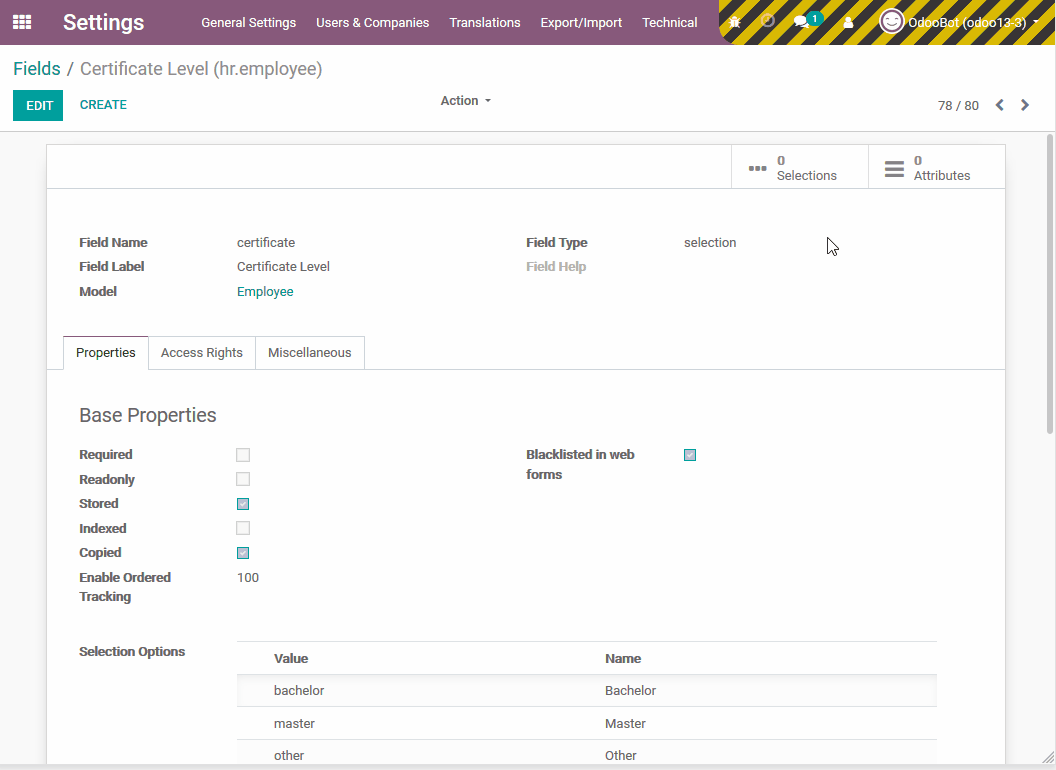 Settings General Settings Users & Companies Translations Export/Import Technical 1 OdooBot (odoo13-3)
Fields / Certificate Level (hr.employee)
EDIT CREATE Action 78 / 80
0 Selections
0 Attributes
Field Name certificate Field Type selection
Field Label Certificate Level Field Help
Model Employee
Properties Access Rights Miscellaneous
Base Properties
Required Blacklisted in web
Readonly forms
Stored
Indexed
Copied
Enable Ordered 100
Tracking
Selection Options
Value Name
bachelor Bachelor
master Master
other Other